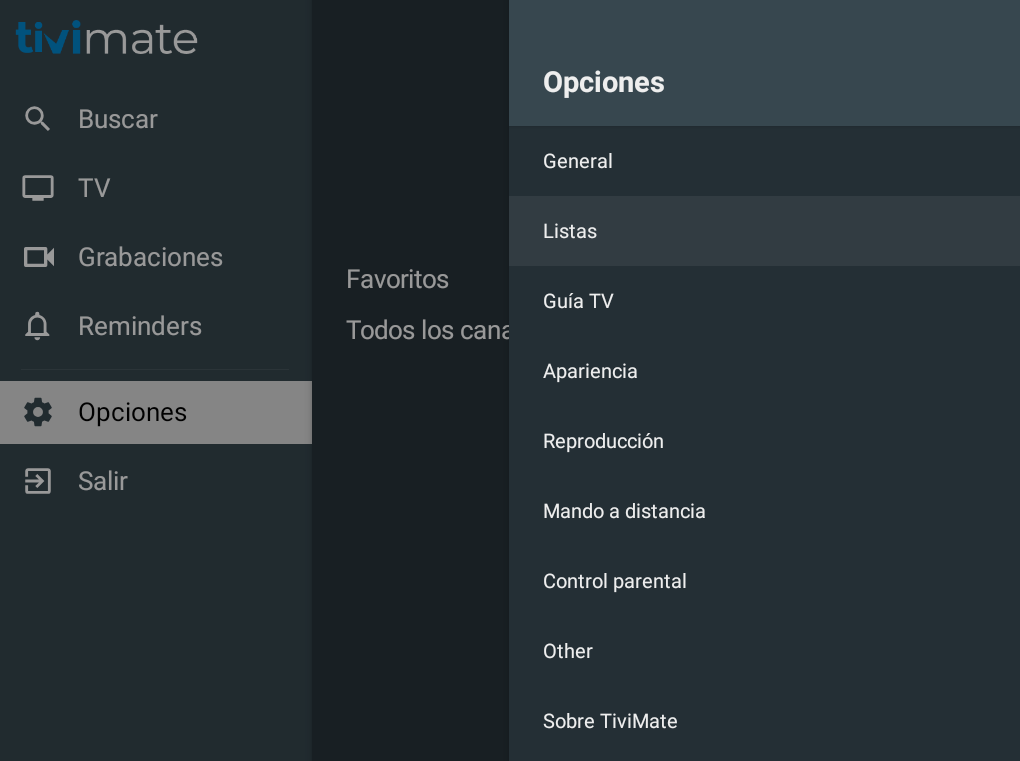 tivimate
Buscar
TV
Grabaciones
Reminders
Opciones
Salir
Favoritos
Todos los cana
Opciones
General
Listas
Guía TV
Apariencia
Reproducción
Mando a distancia
Control parental
Other
Sobre TiviMate